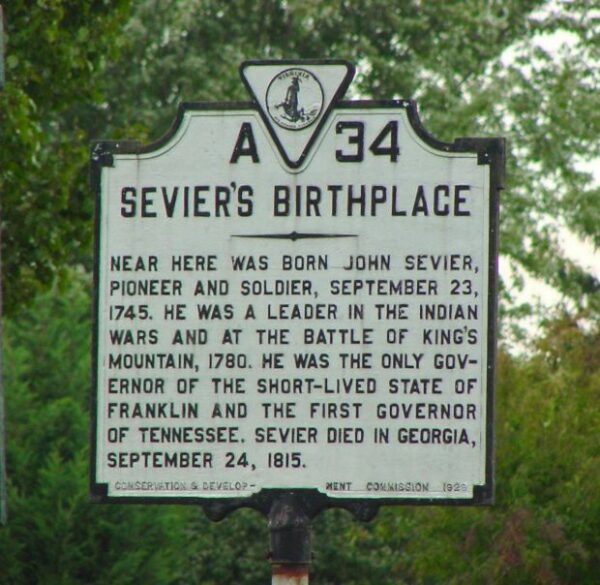 VIRGINIA
A 34
SEVIER'S BIRTHPLACE
NEAR HERE WAS BORN JOHN SEVIER,
PIONEER AND SOLDIER, SEPTEMBER 23,
1745. HE WAS A LEADER IN THE INDIAN
WARS AND AT THE BATTLE OF KING'S
MOUNTAIN, 1780. HE WAS THE ONLY GOV-
ERNOR OF THE SHORT-LIVED STATE OF
FRANKLIN AND THE FIRST GOVERNOR
OF TENNESSEE. SEVIER DIED IN GEORGIA,
SEPTEMBER 24, 1815.
CONSERVATION & DEVELOP- MENT COMMISSION 1929